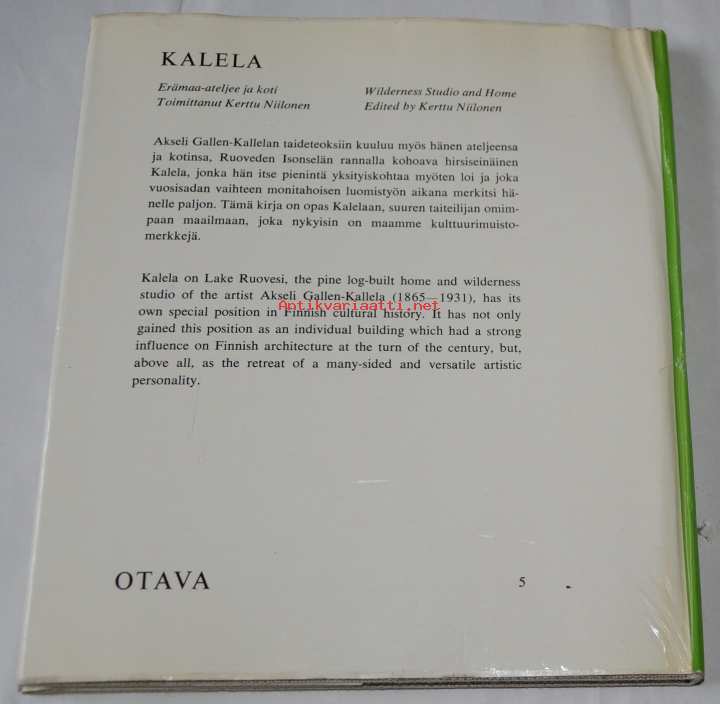 KALELA
Erämaa-ateljee ja koti
Toimittanut Kerttu Niilonen
Wilderness Studio and Home
Edited by Kerttu Niilonen
Akseli Gallen-Kallelan taideteoksiin kuuluu myös hänen ateljeensa
ja kotinsa, Ruoveden Isonselän rannalla kohoava hirsiseinäinen
Kalela, jonka hän itse pienintä yksityiskohtaa myöten loi ja joka
vuosisadan vaihteen monitahoisen luomistyön aikana merkitsi hä-
nelle paljon. Tämä kirja on opas Kalelaan, suuren taiteilijan omim-
paan maailmaan, joka nykyisin on maamme kulttuurimuisto-
merkkejä.
Kalela on Lake Ruovesi, the pine log-built home and wilderness
studio of the artist Akseli Gallen-Kallela (1865—1931), has its
Antikvariaatti.net
own special position in Finnish cultural history. It has not only
gained this position as an individual building which had a strong
influence on Finnish architecture at the turn of the century, but,
above all, as the retreat of a many-sided and versatile artistic
personality.
OTAVA
5